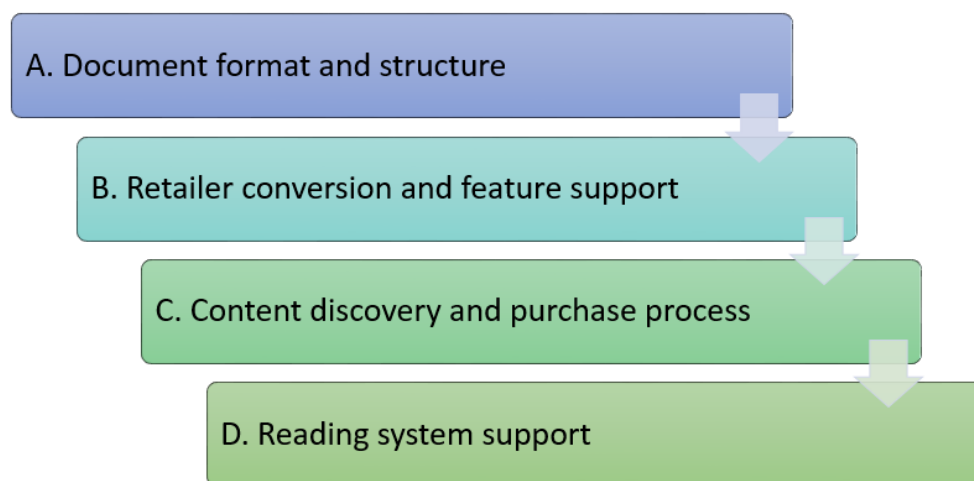 A. Document format and structure
B. Retailer conversion and feature support
C. Content discovery and purchase process
D. Reading system support